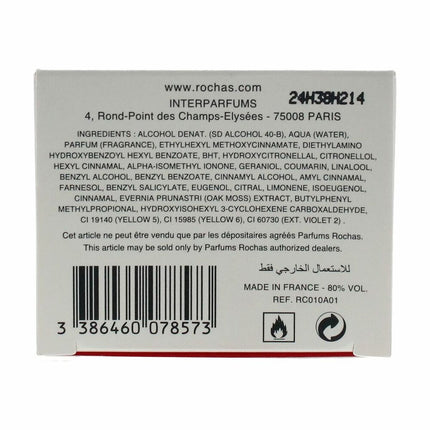 www.rochas.com
24H38H214
INTERPARFUMS
4, Rond-Point des Champs-Elysées - 75008 PARIS
INGREDIENTS : ALCOHOL DENAT. (SD ALCOHOL 40-B), AQUA (WATER),
PARFUM (FRAGRANCE), ETHYLHEXYL METHOXYCINNAMATE, DIETHYLAMINO
HYDROXYBENZOYL HEXYL BENZOATE, BHT, HYDROXYCITRONELLAL, CITRONELLOL,
HEXYL CINNAMAL, ALPHA-ISOMETHYL IONONE, GERANIOL, COUMARIN, LINALOOL,
BENZYL ALCOHOL, BENZYL BENZOATE, CINNAMYL ALCOHOL, AMYL CINNAMAL,
FARNESOL, BENZYL SALICYLATE, EUGENOL, CITRAL, LIMONENE, ISOEUGENOL,
CINNAMAL, EVERNIA PRUNASTRI (OAK MOSS) EXTRACT, BUTYLPHENYL
METHYLPROPIONAL, HYDROXYISOHEXYL 3-CYCLOHEXENE CARBOXALDEHYDE,
CI 19140 (YELLOW 5), CI 15985 (YELLOW 6), CI 60730 (EXT. VIOLET 2) .
Cet article ne peut être vendu que par les dépositaires agréés Parfums Rochas.
This article may be sold only by Parfums Rochas authorized dealers.
للاستعمال الخارجي فقط
MADE IN FRANCE - 80% VOL.
REF. RC010A01
3 386460 078573